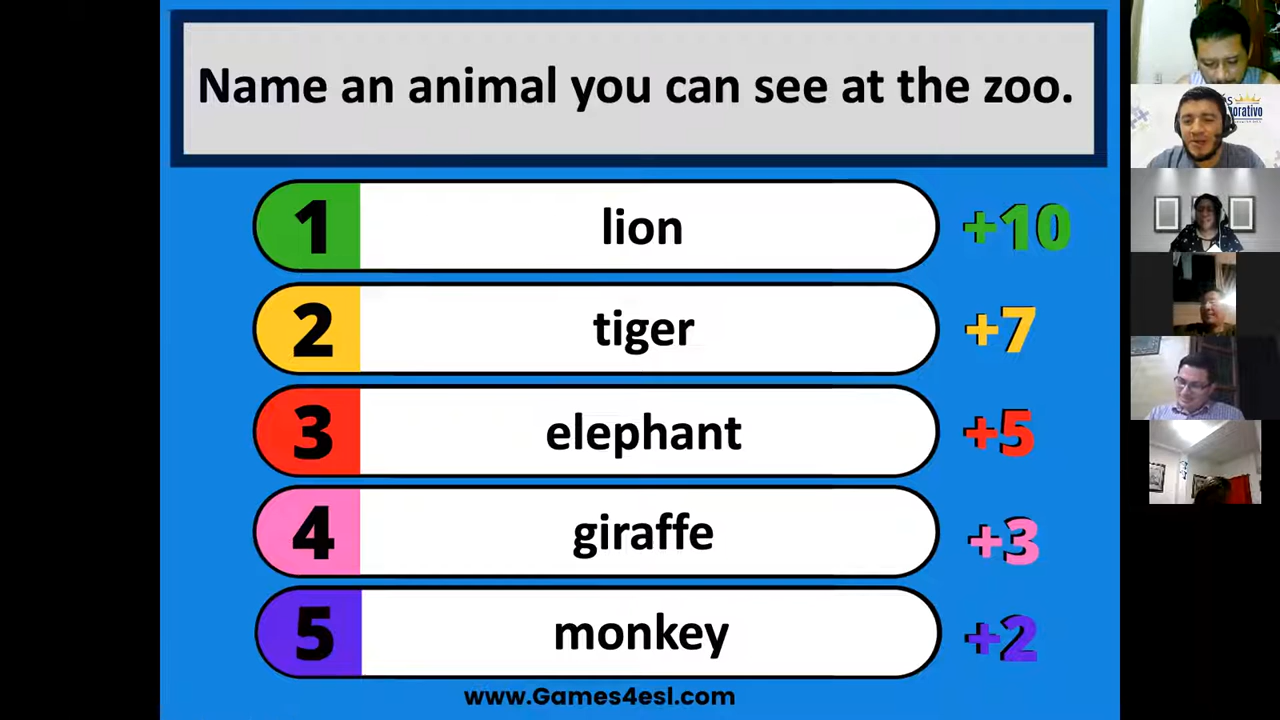 Name an animal you can see at the zoo.
1 lion +10
2 tiger +7
3 elephant +5
4 giraffe +3
5 monkey +2
www.Games4esl.com